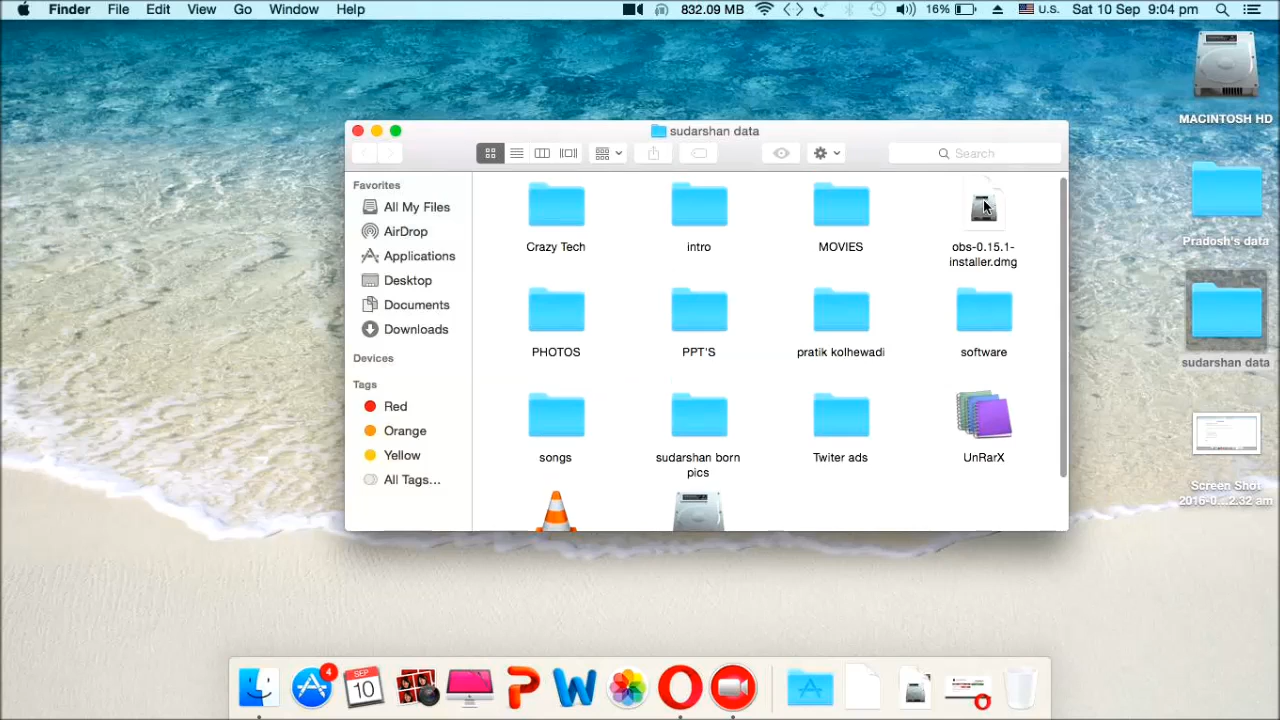 Finder File Edit View Go Window Help 832.09 MB 16% U.S. Sat 10 Sep 9:04 pm
MACINTOSH HD
Pradosh's data
sudarshan data
Screen Shot
2016-0....2.32 am
sudarshan data
Search
Favorites
All My Files
AirDrop
Applications
Desktop
Documents
Downloads
Devices
Tags
Red
Orange
Yellow
All Tags...
Crazy Tech
intro
MOVIES
obs-0.15.1-
installer.dmg
PHOTOS
PPT'S
pratik kolhewadi
software
songs
sudarshan born
pics
Twiter ads
UnRarX
4
SEP
10